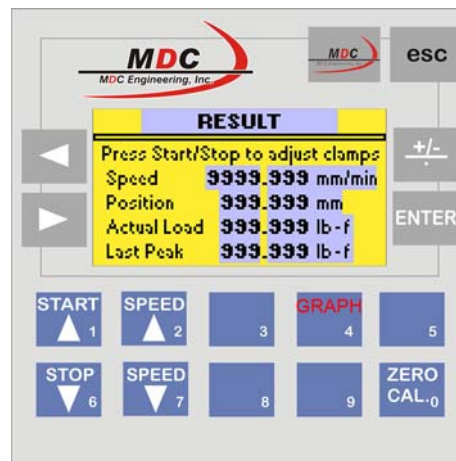 MDC
MDC Engineering, Inc.
MDC
esc
RESULT
Press Start/Stop to adjust clamps
Speed 9999.999 mm/min
Position 999.999 mm
Actual Load 999.999 lb-f
Last Peak 999.999 lb-f
+/-
.
ENTER
START 1
SPEED 2
3
GRAPH 4
5
STOP 6
SPEED 7
8
9
ZERO
CAL. 0